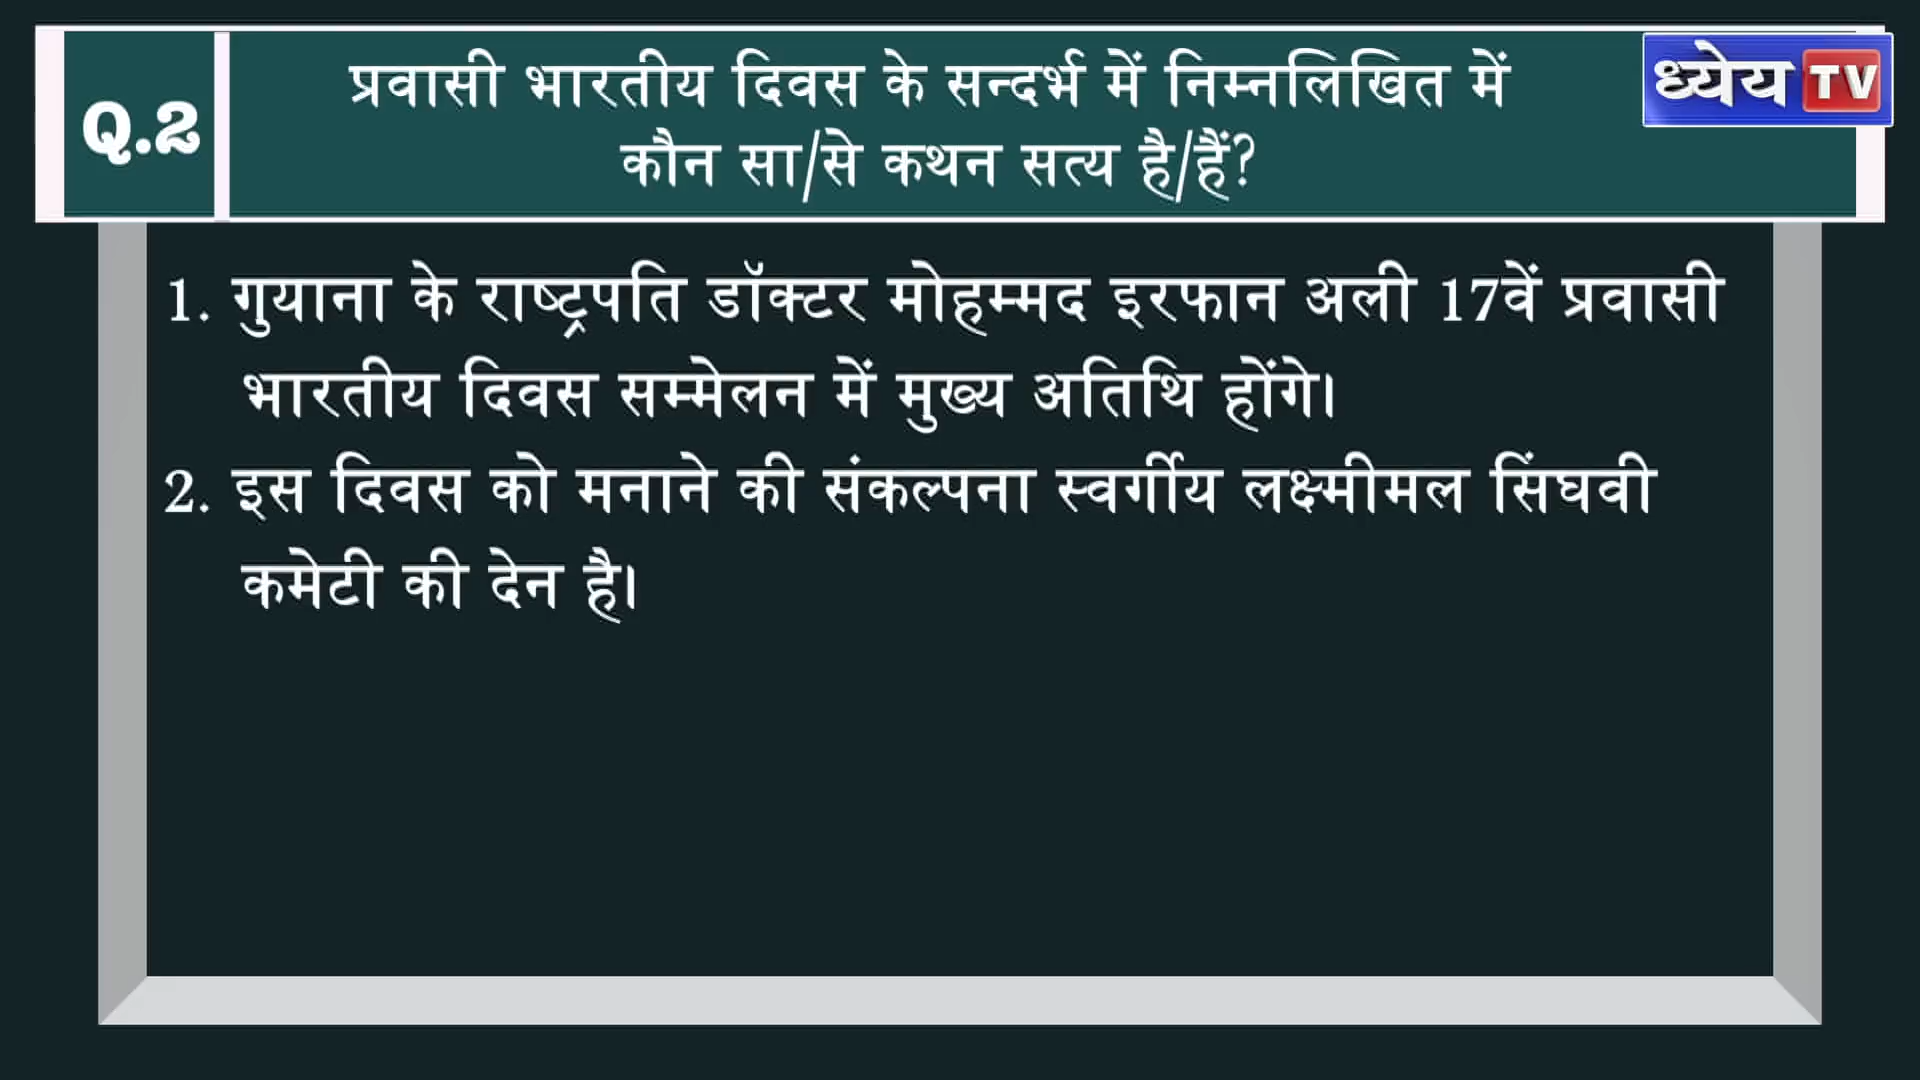 Q.2
प्रवासी भारतीय दिवस के सन्दर्भ में निम्नलिखित में
कौन सा/से कथन सत्य है/हैं?
ध्येय TV
1. गुयाना के राष्ट्रपति डॉक्टर मोहम्मद इरफान अली 17वें प्रवासी
भारतीय दिवस सम्मेलन में मुख्य अतिथि होंगे।
2. इस दिवस को मनाने की संकल्पना स्वर्गीय लक्ष्मीमल सिंघवी
कमेटी की देन है।